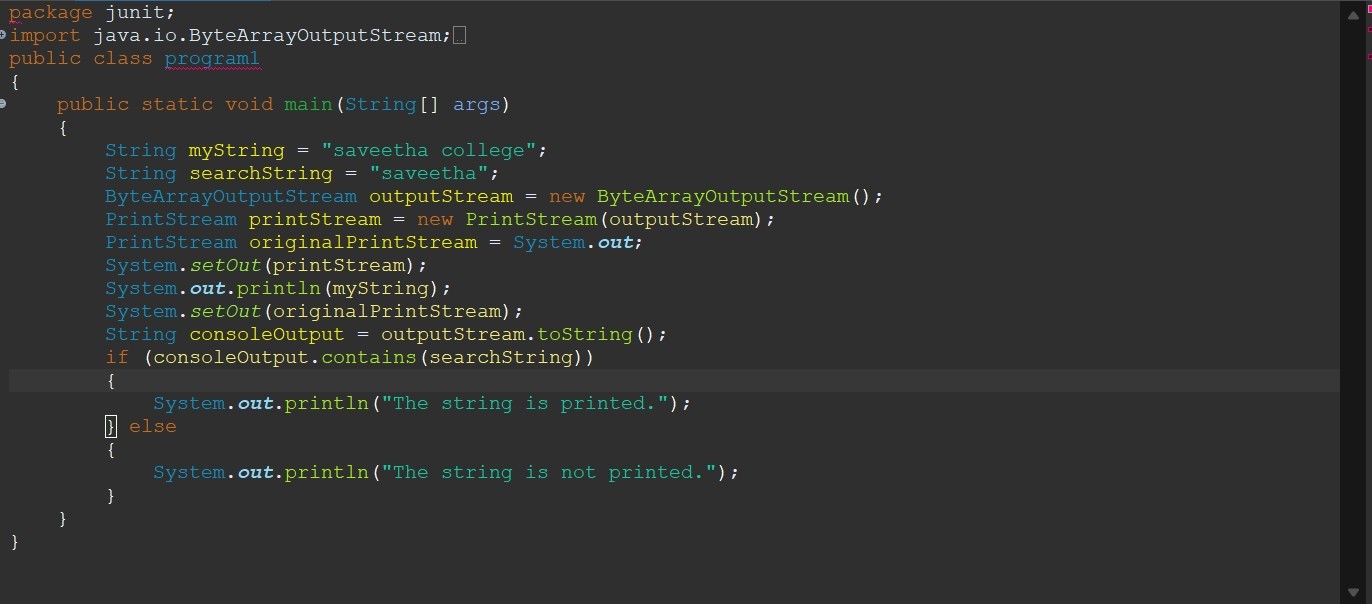 package junit;
import java.io.ByteArrayOutputStream;
public class program1
{
public static void main(String[] args)
{
String myString = "saveetha college";
String searchString = "saveetha";
ByteArrayOutputStream outputStream = new ByteArrayOutputStream();
PrintStream printStream = new PrintStream(outputStream);
PrintStream originalPrintStream = System.out;
System.setOut(printStream);
System.out.println(myString);
System.setOut(originalPrintStream);
String consoleOutput = outputStream.toString();
if (consoleOutput.contains(searchString))
{
System.out.println("The string is printed.");
} else
{
System.out.println("The string is not printed.");
}
}
}